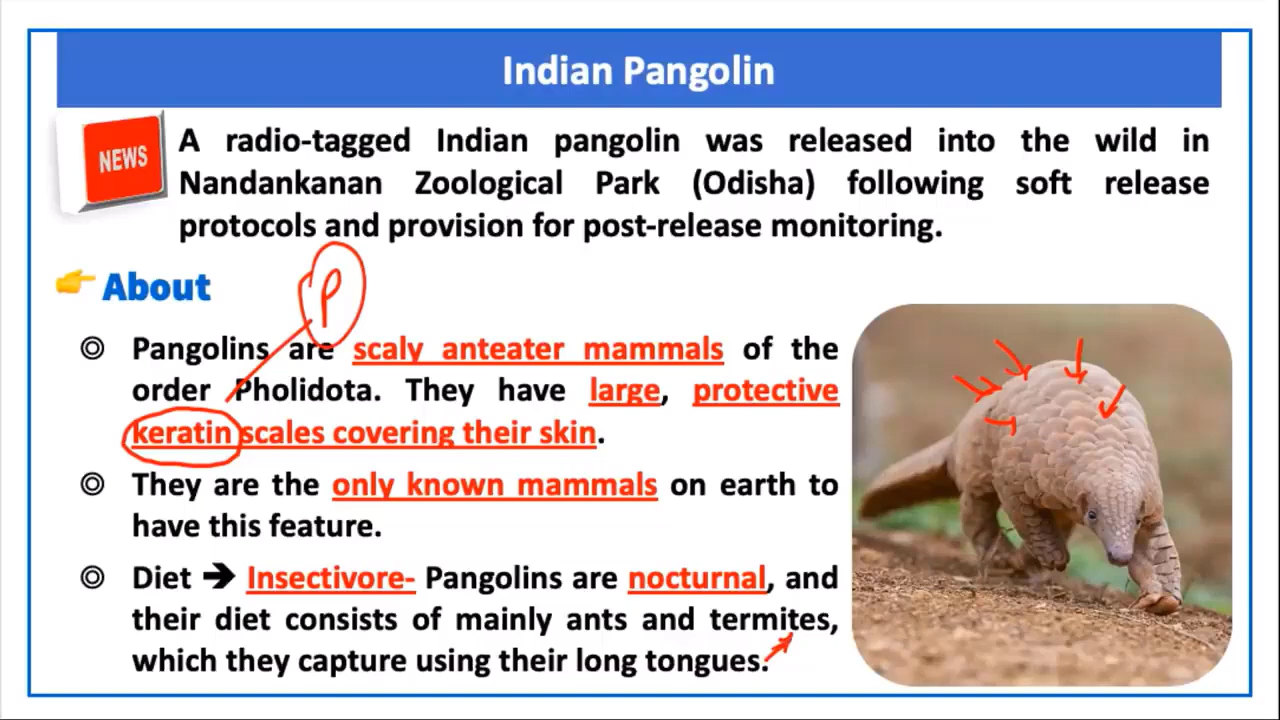 Indian Pangolin
NEWS
A radio-tagged Indian pangolin was released into the wild in
Nandankanan Zoological Park (Odisha) following soft release
protocols and provision for post-release monitoring.
P
About
Pangolins are scaly anteater mammals of the
order Pholidota. They have large, protective
keratin scales covering their skin.
They are the only known mammals on earth to
have this feature.
Diet ➔ Insectivore- Pangolins are nocturnal, and
their diet consists of mainly ants and termites,
which they capture using their long tongues.